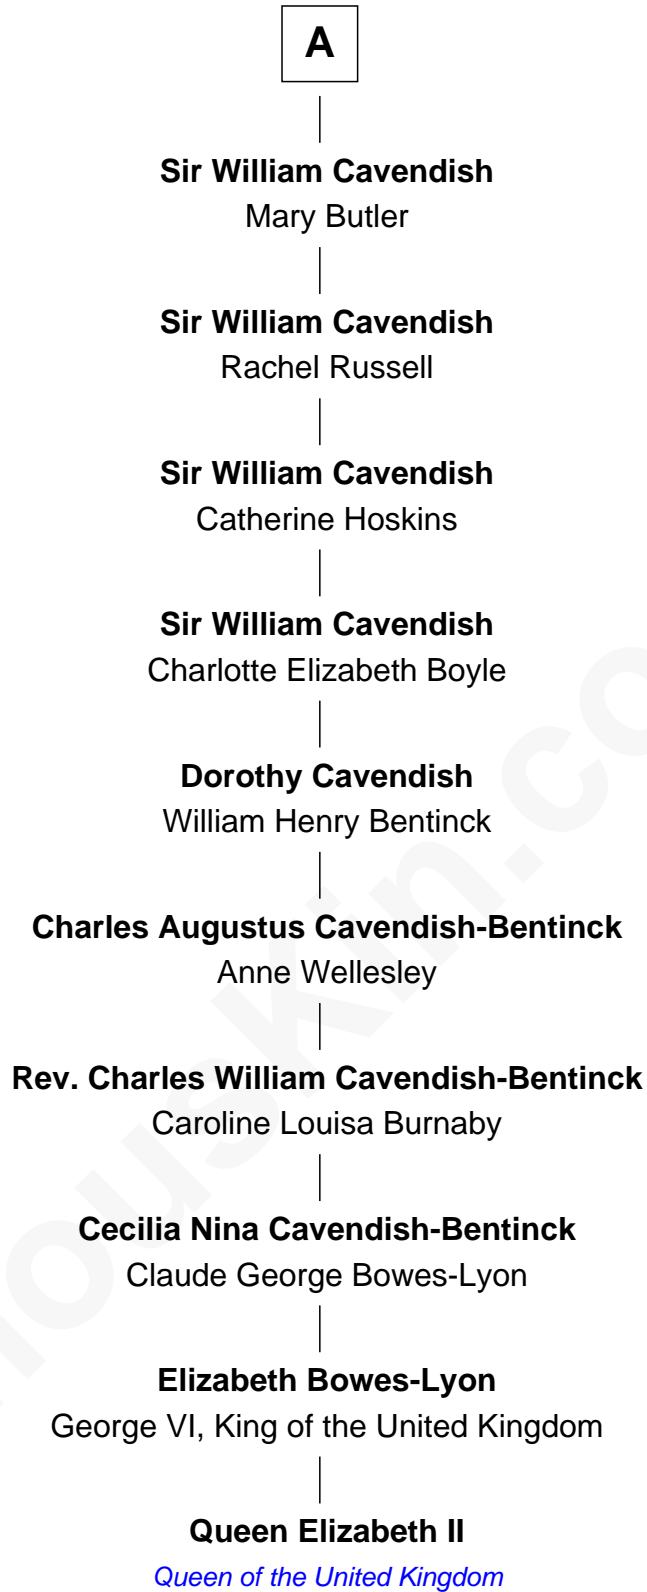 A
Sir William Cavendish
Mary Butler
Sir William Cavendish
Rachel Russell
Sir William Cavendish
Catherine Hoskins
Sir William Cavendish
Charlotte Elizabeth Boyle
Dorothy Cavendish
William Henry Bentinck
Charles Augustus Cavendish-Bentinck
Anne Wellesley
Rev. Charles William Cavendish-Bentinck
Caroline Louisa Burnaby
Cecilia Nina Cavendish-Bentinck
Claude George Bowes-Lyon
Elizabeth Bowes-Lyon
George VI, King of the United Kingdom
Queen Elizabeth II
Queen of the United Kingdom